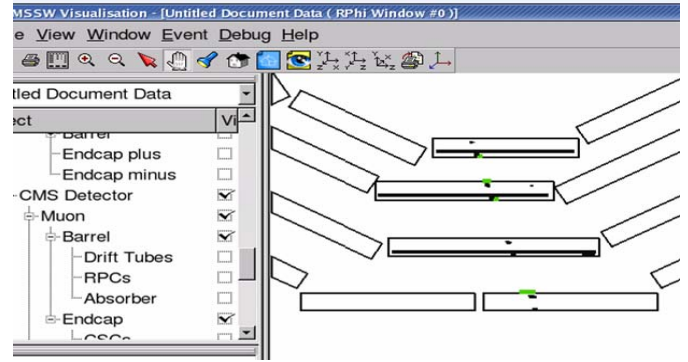 MSSW Visualisation - [Untitled Document Data ( RPhi Window #0 )]
e View Window Event Debug Help
tled Document Data
ect Vi
Barrel
Endcap plus
Endcap minus
CMS Detector
Muon
Barrel
Drift Tubes
RPCs
Absorber
Endcap
CSCs